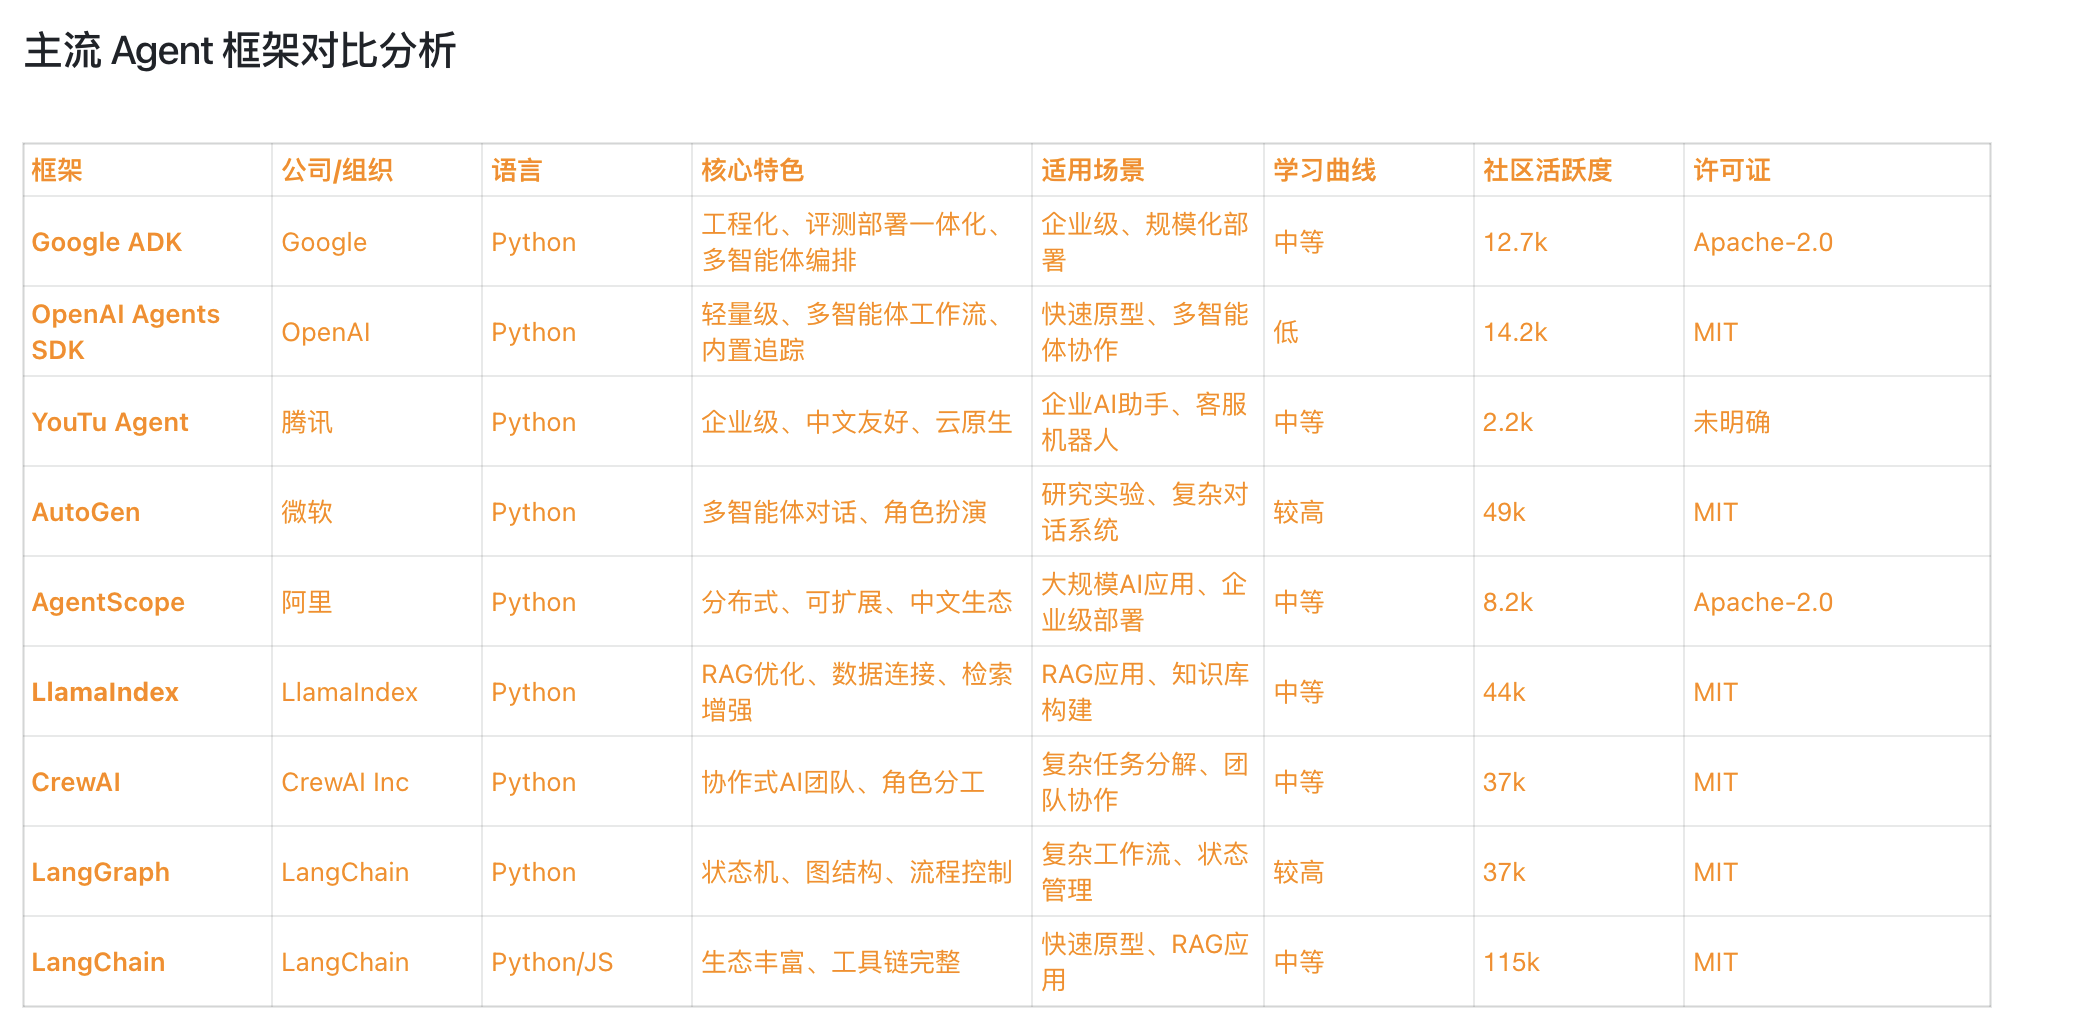 主流 Agent 框架对比分析
框架 公司/组织 语言 核心特色 适用场景 学习曲线 社区活跃度 许可证
Google ADK Google Python 工程化、评测部署一体化、多智能体编排 企业级、规模化部署 中等 12.7k Apache-2.0
OpenAI Agents SDK OpenAI Python 轻量级、多智能体工作流、内置追踪 快速原型、多智能体协作 低 14.2k MIT
YouTu Agent 腾讯 Python 企业级、中文友好、云原生 企业AI助手、客服机器人 中等 2.2k 未明确
AutoGen 微软 Python 多智能体对话、角色扮演 研究实验、复杂对话系统 较高 49k MIT
AgentScope 阿里 Python 分布式、可扩展、中文生态 大规模AI应用、企业级部署 中等 8.2k Apache-2.0
LlamaIndex LlamaIndex Python RAG优化、数据连接、检索增强 RAG应用、知识库构建 中等 44k MIT
CrewAI CrewAI Inc Python 协作式AI团队、角色分工 复杂任务分解、团队协作 中等 37k MIT
LangGraph LangChain Python 状态机、图结构、流程控制 复杂工作流、状态管理 较高 37k MIT
LangChain LangChain Python/JS 生态丰富、工具链完整 快速原型、RAG应用 中等 115k MIT